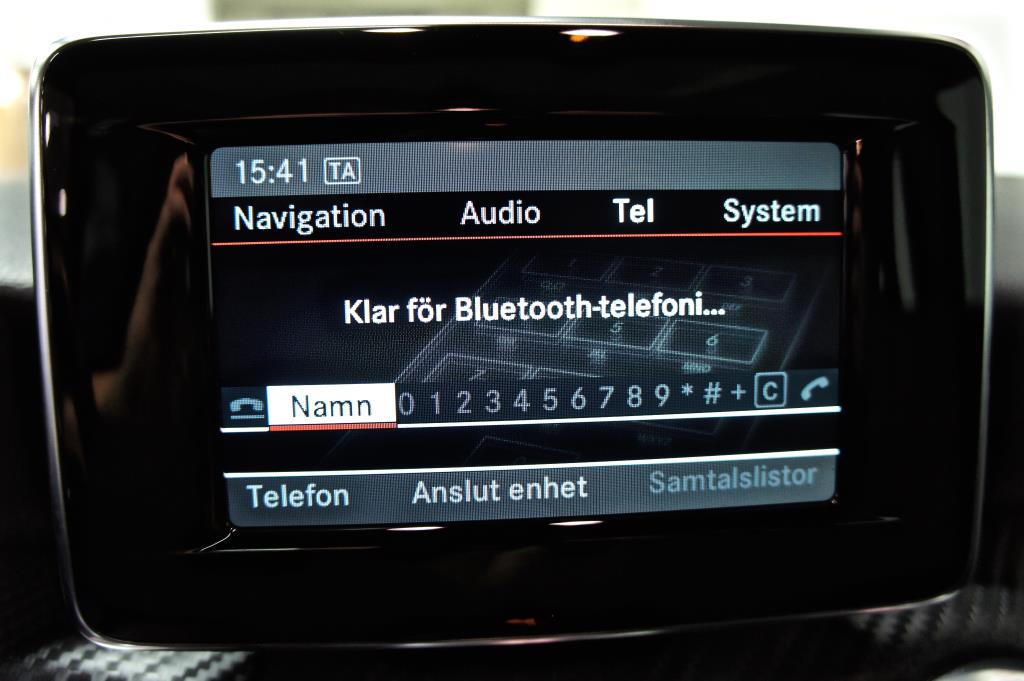 15:41 TA
Navigation Audio Tel System
Klar för Bluetooth-telefoni...
Namn 0 1 2 3 4 5 6 7 8 9 * # + C
Telefon Anslut enhet Samtalslistor